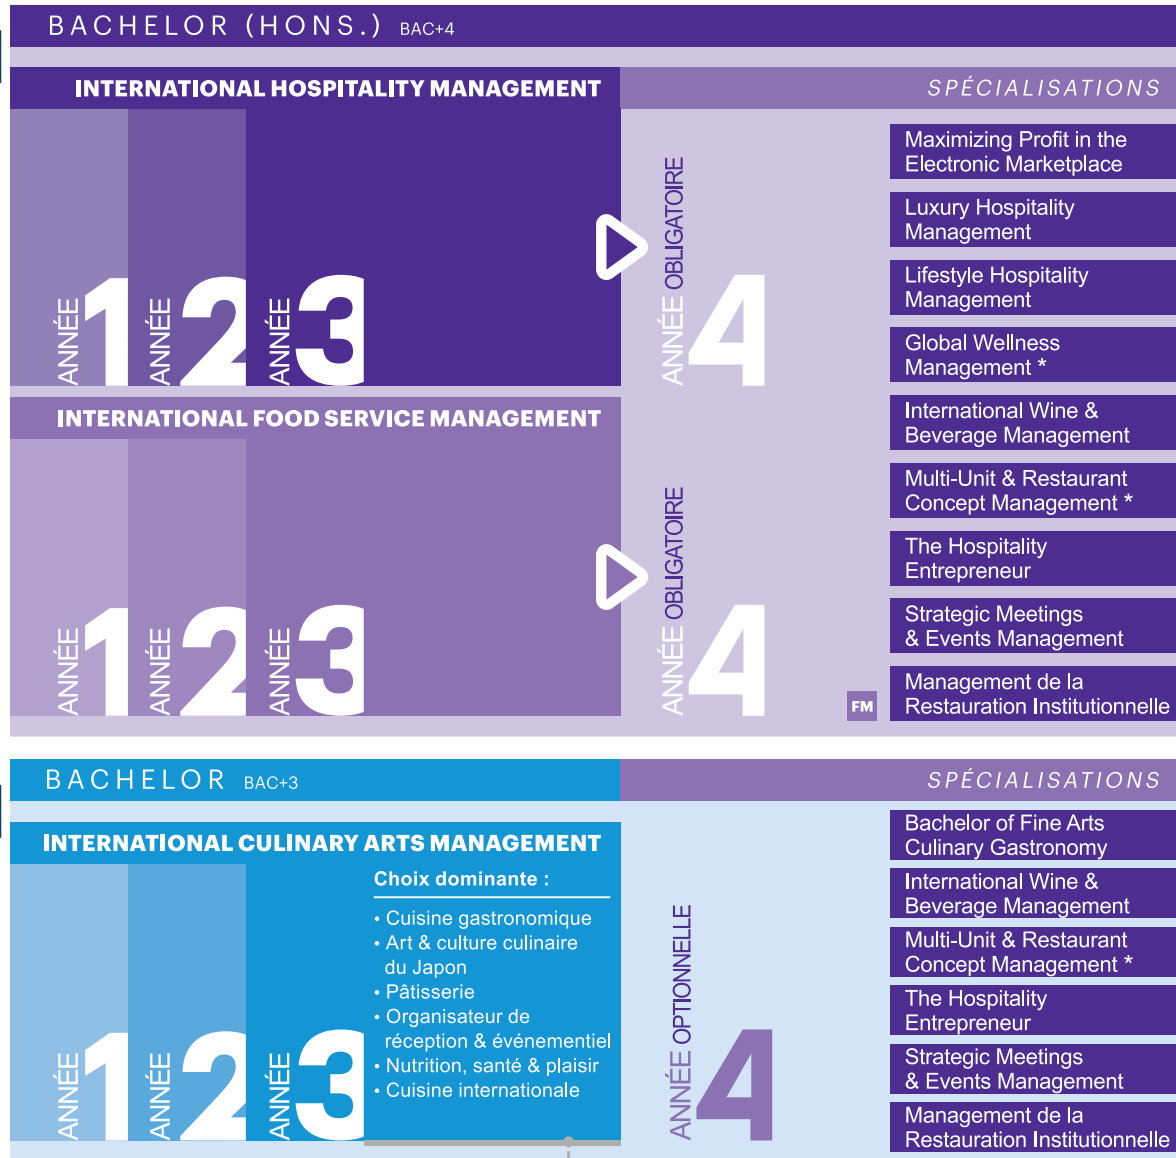 BACHELOR (HONS.) BAC+4
INTERNATIONAL HOSPITALITY MANAGEMENT
SPÉCIALISATIONS
ANNÉE 1
ANNÉE 2
ANNÉE 3
ANNÉE OBLIGATOIRE 4
INTERNATIONAL FOOD SERVICE MANAGEMENT
ANNÉE 1
ANNÉE 2
ANNÉE 3
ANNÉE OBLIGATOIRE 4
Maximizing Profit in the
Electronic Marketplace
Luxury Hospitality
Management
Lifestyle Hospitality
Management
Global Wellness
Management *
International Wine &
Beverage Management
Multi-Unit & Restaurant
Concept Management *
The Hospitality
Entrepreneur
Strategic Meetings
& Events Management
FM
Management de la
Restauration Institutionnelle
BACHELOR BAC+3
SPÉCIALISATIONS
INTERNATIONAL CULINARY ARTS MANAGEMENT
ANNÉE 1
ANNÉE 2
ANNÉE 3
Choix dominante :
• Cuisine gastronomique
• Art & culture culinaire
du Japon
• Pâtisserie
• Organisateur de
réception & événementiel
• Nutrition, santé & plaisir
• Cuisine internationale
ANNÉE OPTIONNELLE 4
Bachelor of Fine Arts
Culinary Gastronomy
International Wine &
Beverage Management
Multi-Unit & Restaurant
Concept Management *
The Hospitality
Entrepreneur
Strategic Meetings
& Events Management
Management de la
Restauration Institutionnelle